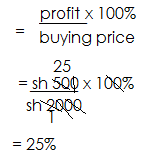 profit x 100%
=
buying price
25
= sh 500 x 100%
sh 2000
1
= 25%